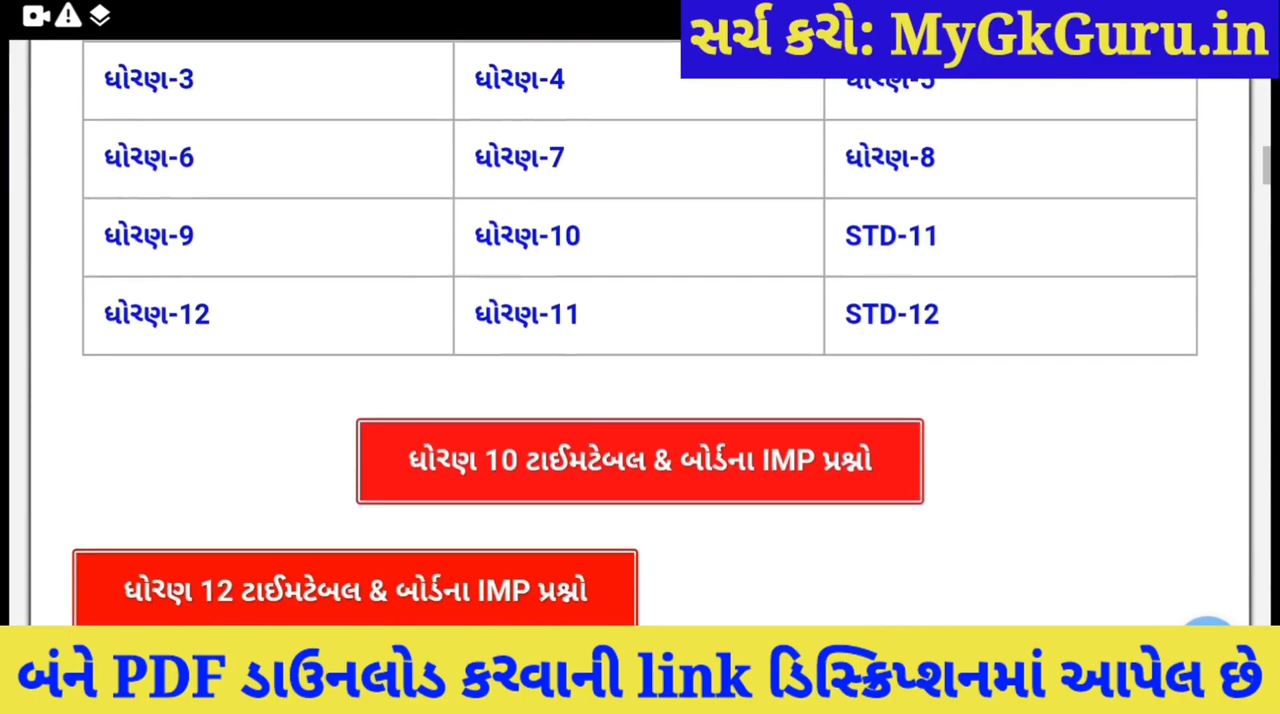 સર્ચ કરો: MyGkGuru.in
ધોરણ-3 ધોરણ-4 ધોરણ-5
ધોરણ-6 ધોરણ-7 ધોરણ-8
ધોરણ-9 ધોરણ-10 STD-11
ધોરણ-12 ધોરણ-11 STD-12
ધોરણ 10 ટાઈમટેબલ & બોર્ડના IMP પ્રશ્નો
ધોરણ 12 ટાઈમટેબલ & બોર્ડના IMP પ્રશ્નો
બંને PDF ડાઉનલોડ કરવાની link ડિસ્ક્રિપ્શનમાં આપેલ છે